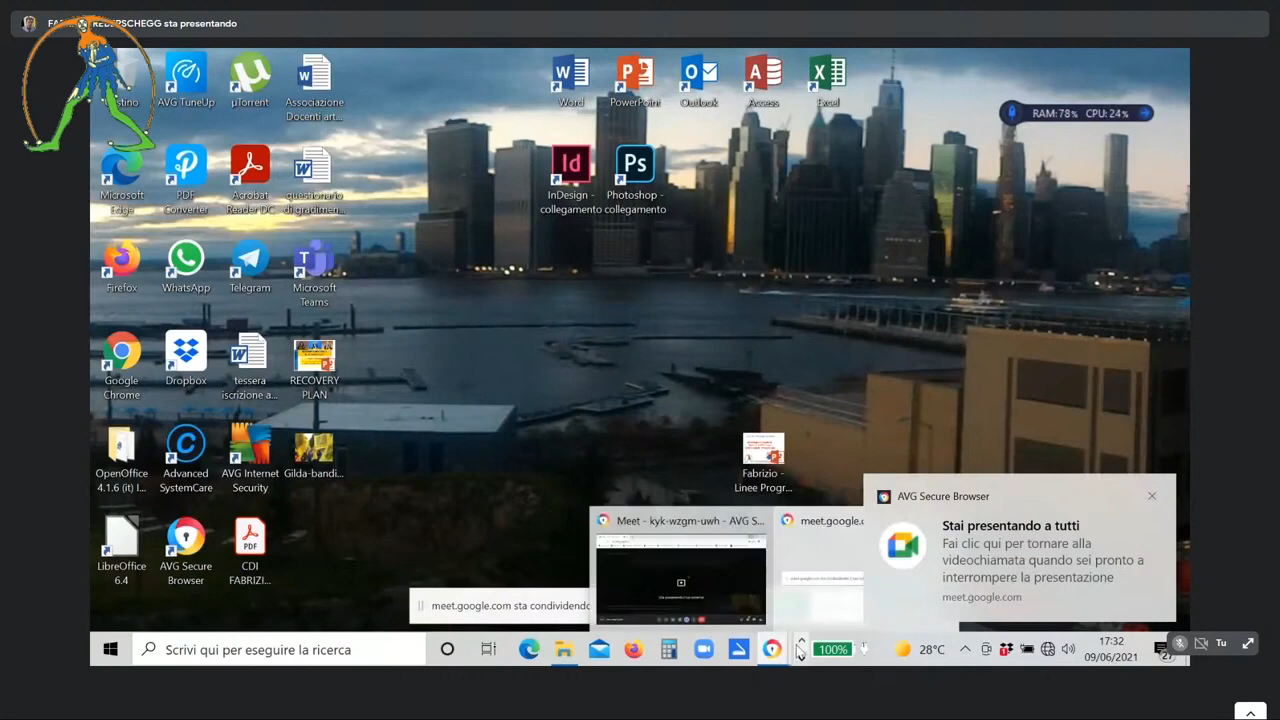 sta presentando
AVG TuneUp
µTorrent
Associazione
Docenti art...
Word
PowerPoint
Outlook
Access
Excel
RAM:78% CPU:24%
Microsoft
Edge
PDF
Converter
Acrobat
Reader DC
questionario
di gradimen...
InDesign -
collegamento
Photoshop -
collegamento
Firefox
WhatsApp
Telegram
Microsoft
Teams
Google
Chrome
Dropbox
tessera
iscrizione a...
RECOVERY
PLAN
OpenOffice
4.1.6 (it) I...
Advanced
SystemCare
AVG Internet
Security
Gilda-bandi...
Fabrizio -
Linee Progr...
LibreOffice
6.4
AVG Secure
Browser
CDI
FABRIZI...
AVG Secure Browser
Stai presentando a tutti
Fai clic qui per tornare alla
videochiamata quando sei pronto a
interrompere la presentazione
meet.google.com
Meet - kyk-wzgm-uwh - AVG S...
meet.google.c
meet.google.com sta condividendo
Scrivi qui per eseguire la ricerca
100%
28°C
17:32
09/06/2021
27
Tu